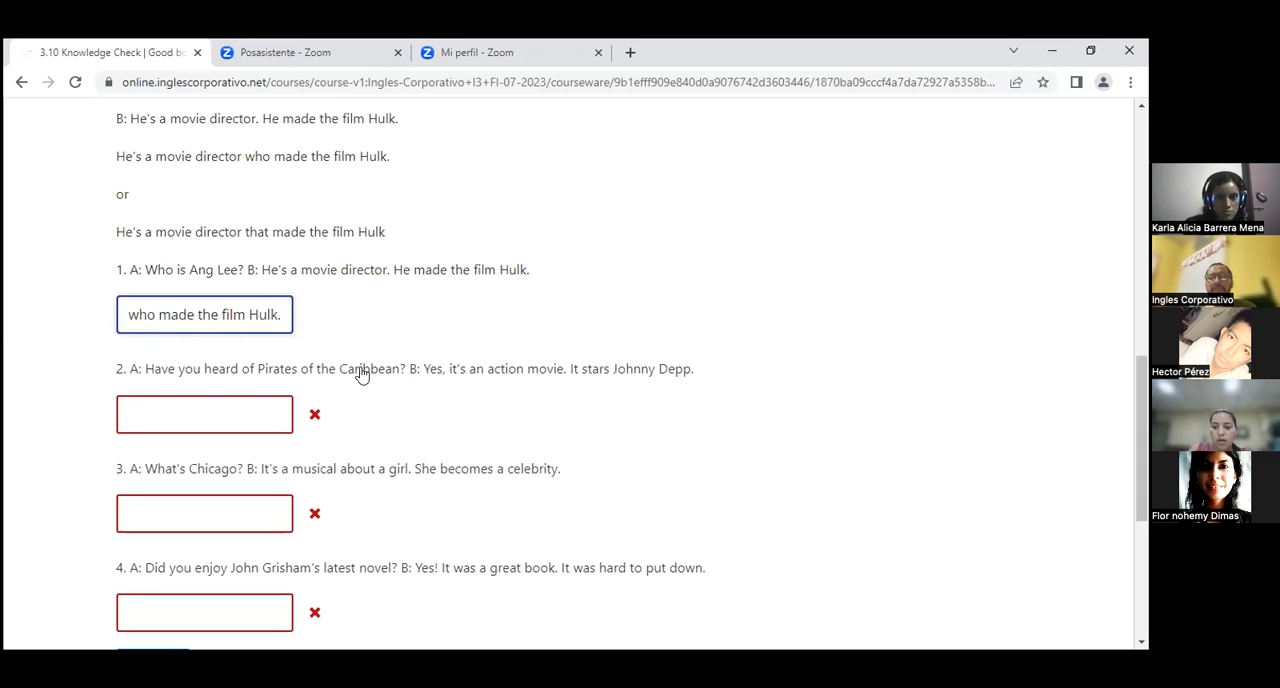 3.10 Knowledge Check | Good bo
Posasistente - Zoom
Mi perfil - Zoom
online.inglescorporativo.net/courses/course-v1:Ingles-Corporativo+I3+FI-07-2023/courseware/9b1efff909e840d0a9076742d3603446/1870ba09cccf4a7da72927a5358b...
B: He's a movie director. He made the film Hulk.
He's a movie director who made the film Hulk.
or
He's a movie director that made the film Hulk
1. A: Who is Ang Lee? B: He's a movie director. He made the film Hulk.
who made the film Hulk.
2. A: Have you heard of Pirates of the Caribbean? B: Yes, it's an action movie. It stars Johnny Depp.
3. A: What's Chicago? B: It's a musical about a girl. She becomes a celebrity.
4. A: Did you enjoy John Grisham's latest novel? B: Yes! It was a great book. It was hard to put down.
Karla Alicia Barrera Mena
Ingles Corporativo
Hector Pérez
Flor nohemy Dimas